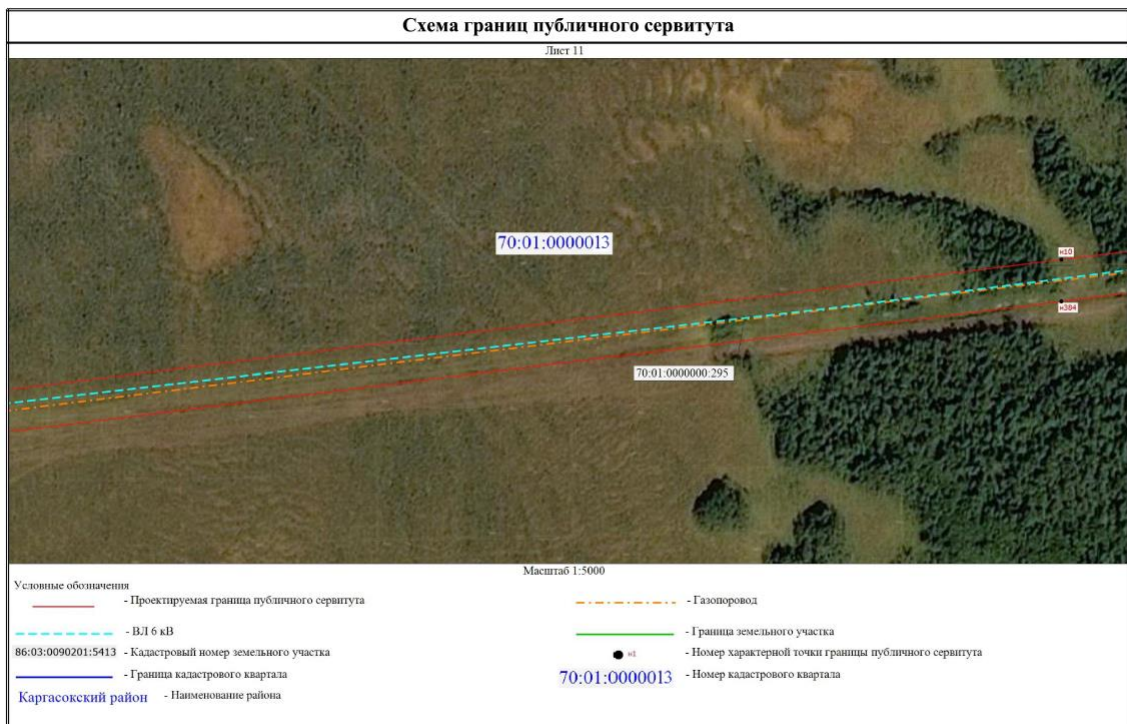 Схема границ публичного сервитута
Лист 11
70:01:0000013
н10
н384
70:01:0000000:295
Масштаб 1:5000
Условные обозначения
- Проектируемая граница публичного сервитута
- Газопоровод
- ВЛ 6 кВ
- Граница земельного участка
86:03:0090201:5413 - Кадастровый номер земельного участка
н1 - Номер характерной точки границы публичного сервитута
- Граница кадастрового квартала
70:01:0000013 - Номер кадастрового квартала
Каргасокский район - Наименование района